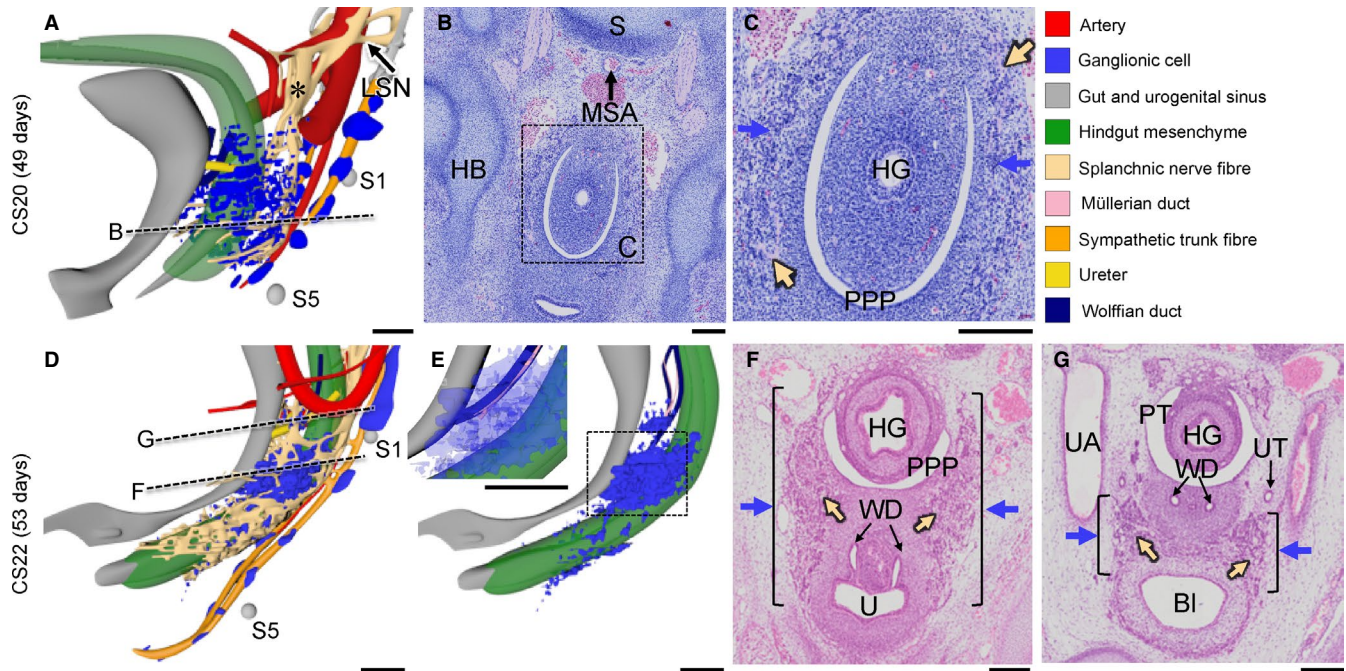 CS20 (49 days)
A
LSN
*
S1
B
S5
B
S
MSA
HB
C
C
HG
PPP
Artery
Ganglionic cell
Gut and urogenital sinus
Hindgut mesenchyme
Splanchnic nerve fibre
Müllerian duct
Sympathetic trunk fibre
Ureter
Wolffian duct
CS22 (53 days)
D
G
S1
F
S5
E
F
HG
PPP
WD
U
G
PT
UA
HG
UT
WD
Bl